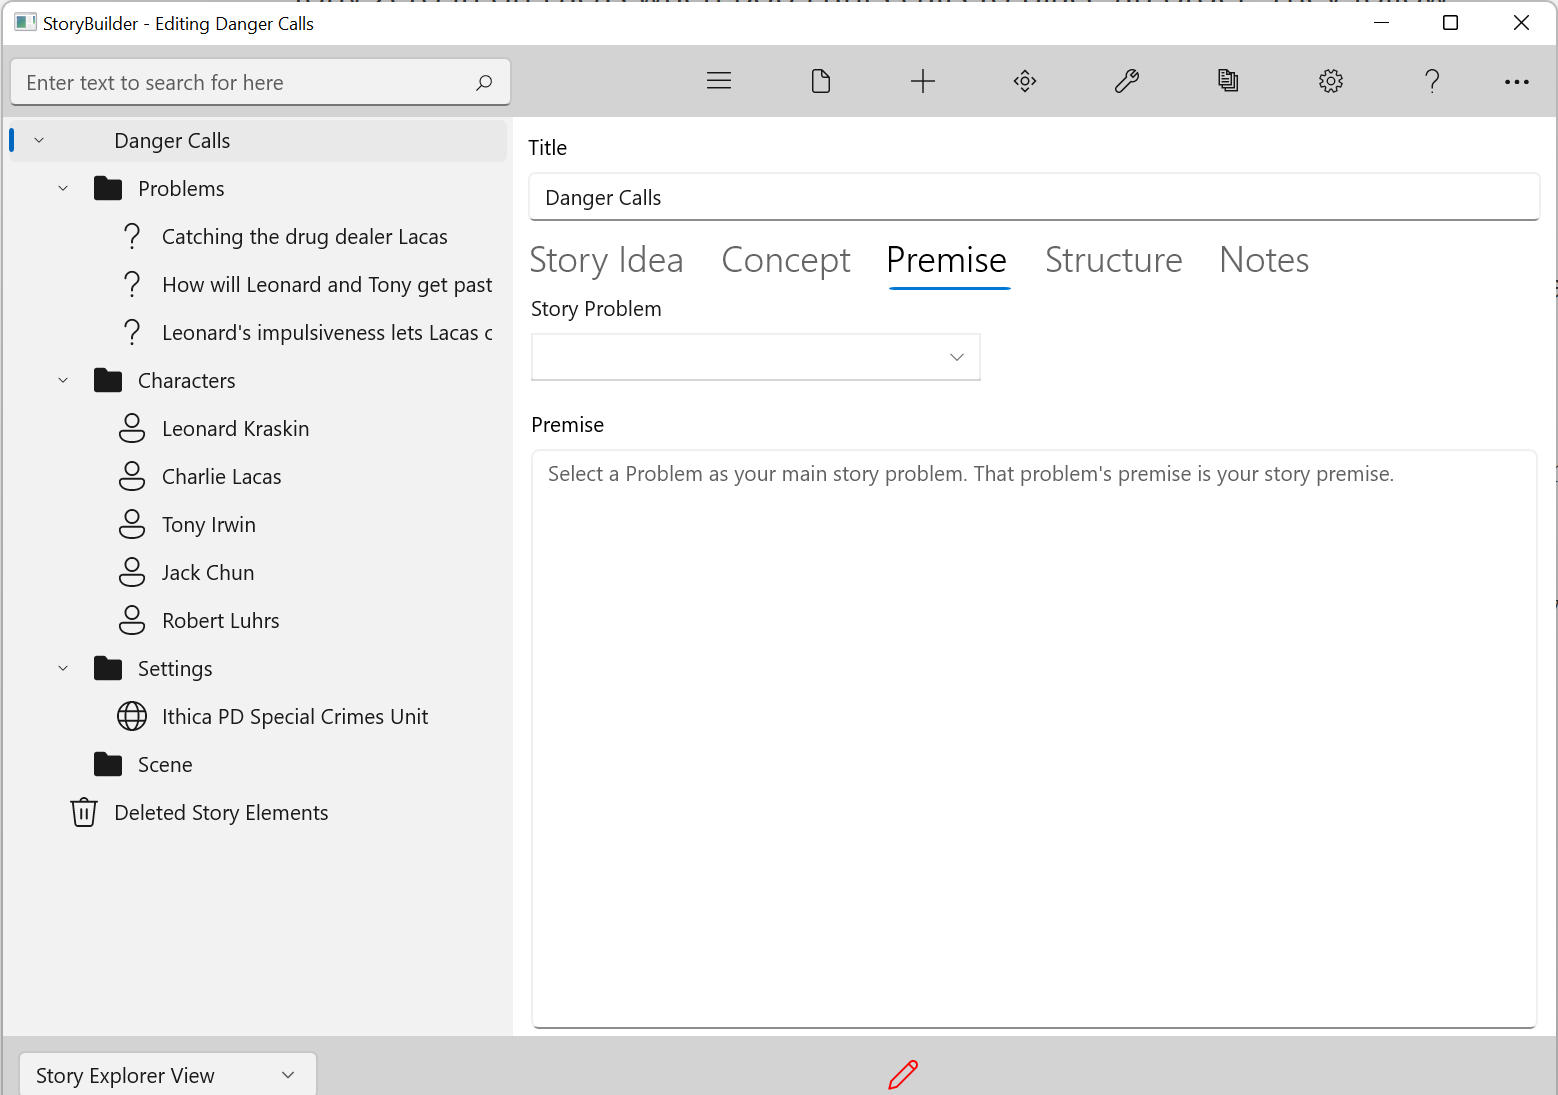 StoryBuilder - Editing Danger Calls
Enter text to search for here
Danger Calls
Problems
Catching the drug dealer Lacas
How will Leonard and Tony get past
Leonard's impulsiveness lets Lacas
Characters
Leonard Kraskin
Charlie Lacas
Tony Irwin
Jack Chun
Robert Luhrs
Settings
Ithica PD Special Crimes Unit
Scene
Deleted Story Elements
Story Explorer View
Title
Danger Calls
Story Idea Concept Premise Structure Notes
Story Problem
Premise
Select a Problem as your main story problem. That problem's premise is your story premise.